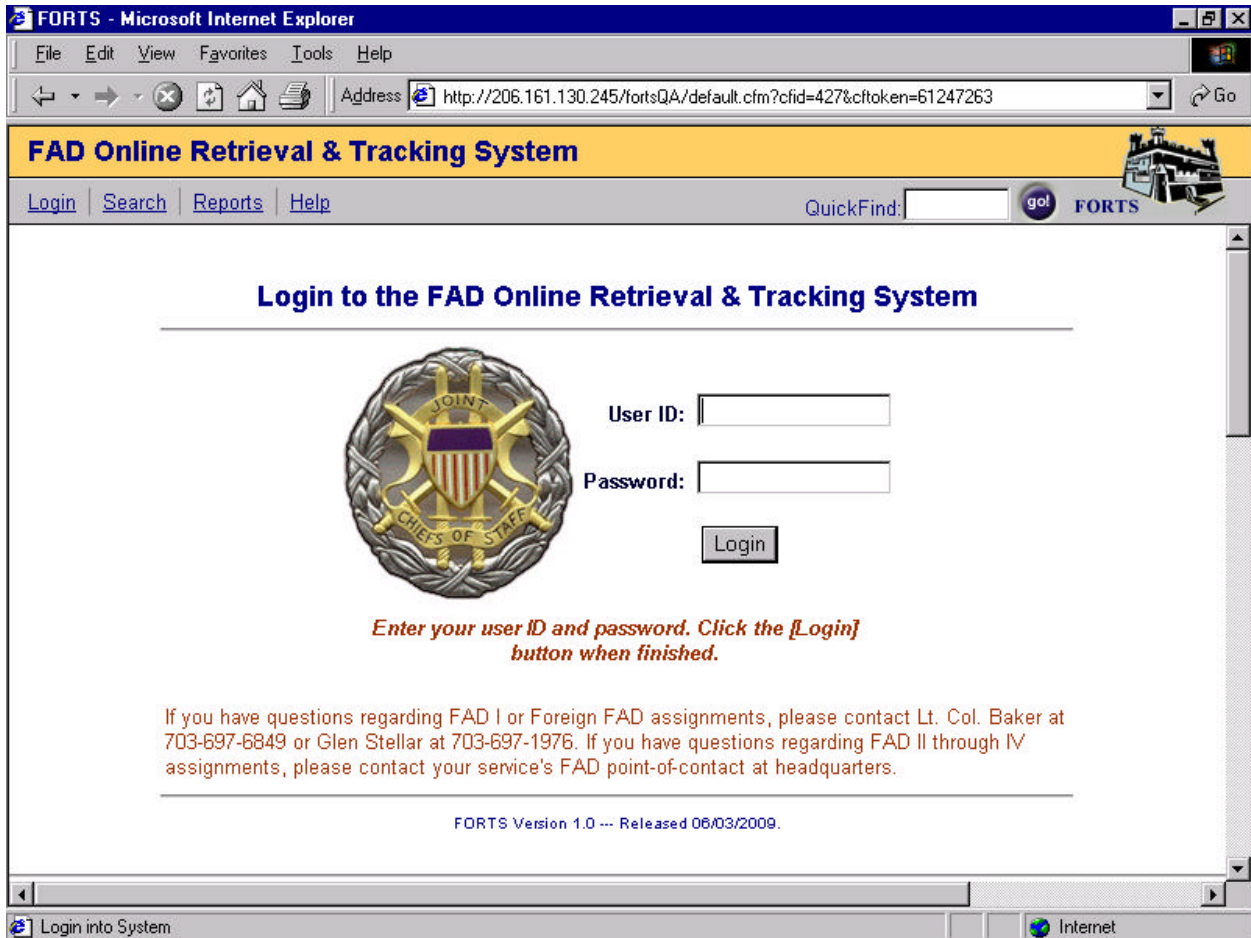 FORTS - Microsoft Internet Explorer
File Edit View Favorites Tools Help
Address http://206.161.130.245/fortsQA/default.cfm?cfid=427&cftoken=61247263 Go
FAD Online Retrieval & Tracking System
Login | Search | Reports | Help QuickFind: go! FORTS
Login to the FAD Online Retrieval & Tracking System
JOINT
CHIEFS OF STAFF
User ID:
Password:
Login
Enter your user ID and password. Click the [Login]
button when finished.
If you have questions regarding FAD I or Foreign FAD assignments, please contact Lt. Col. Baker at
703-697-6849 or Glen Stellar at 703-697-1976. If you have questions regarding FAD II through IV
assignments, please contact your service's FAD point-of-contact at headquarters.
FORTS Version 1.0 --- Released 06/03/2009.
Login into System Internet